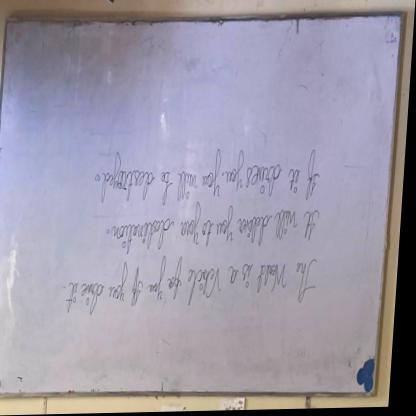 The World is a Vehicle for you If you drive it.
It will deliver you to your destination.
If it drives you, you will be destroyed.